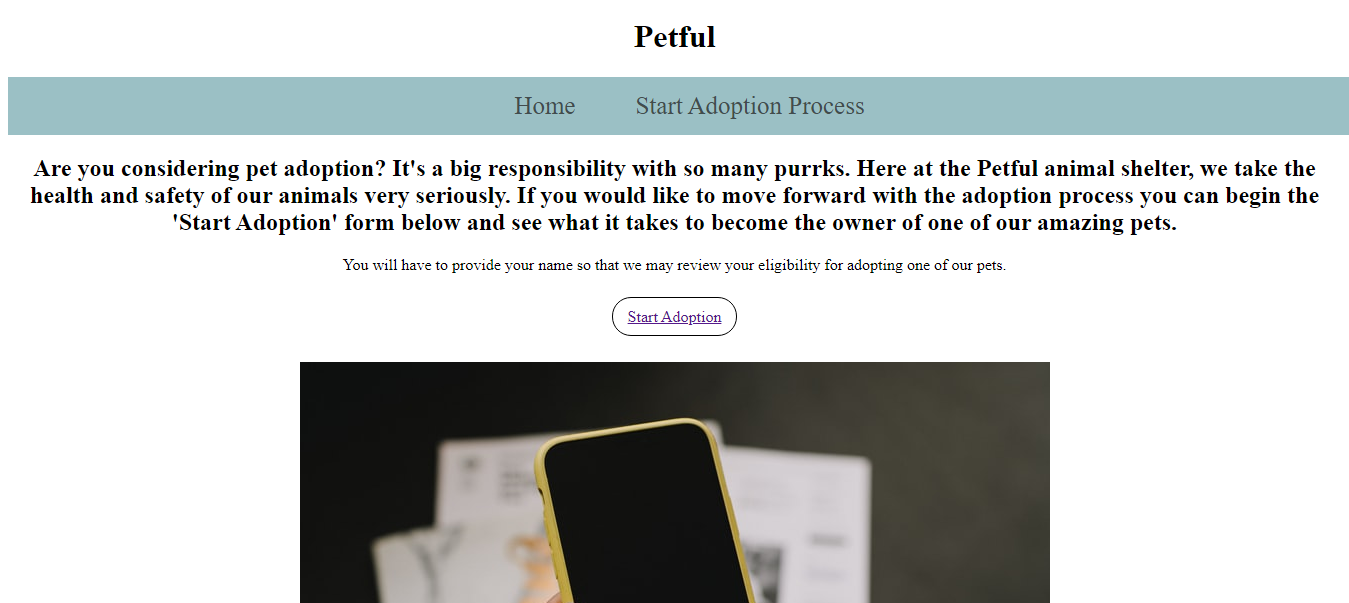 Petful
Home Start Adoption Process
Are you considering pet adoption? It's a big responsibility with so many purrks. Here at the Petful animal shelter, we take the
health and safety of our animals very seriously. If you would like to move forward with the adoption process you can begin the
'Start Adoption' form below and see what it takes to become the owner of one of our amazing pets.
You will have to provide your name so that we may review your eligibility for adopting one of our pets.
Start Adoption